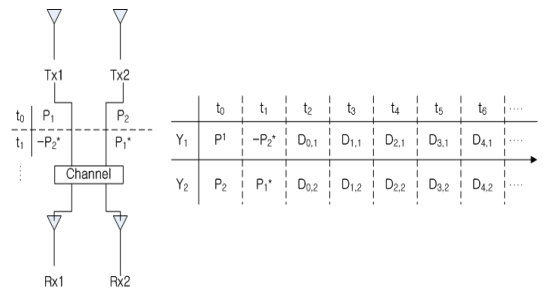 Tx1 Tx2
t₀ P₁ P₂
t₁ −P₂* P₁*
Channel
Rx1 Rx2
t₀ t₁ t₂ t₃ t₄ t₅ t₆ ....
Y₁ P¹ −P₂* D₀,₁ D₁,₁ D₂,₁ D₃,₁ D₄,₁ ....
Y₂ P₂ P₁* D₀,₂ D₁,₂ D₂,₂ D₃,₂ D₄,₂ ....